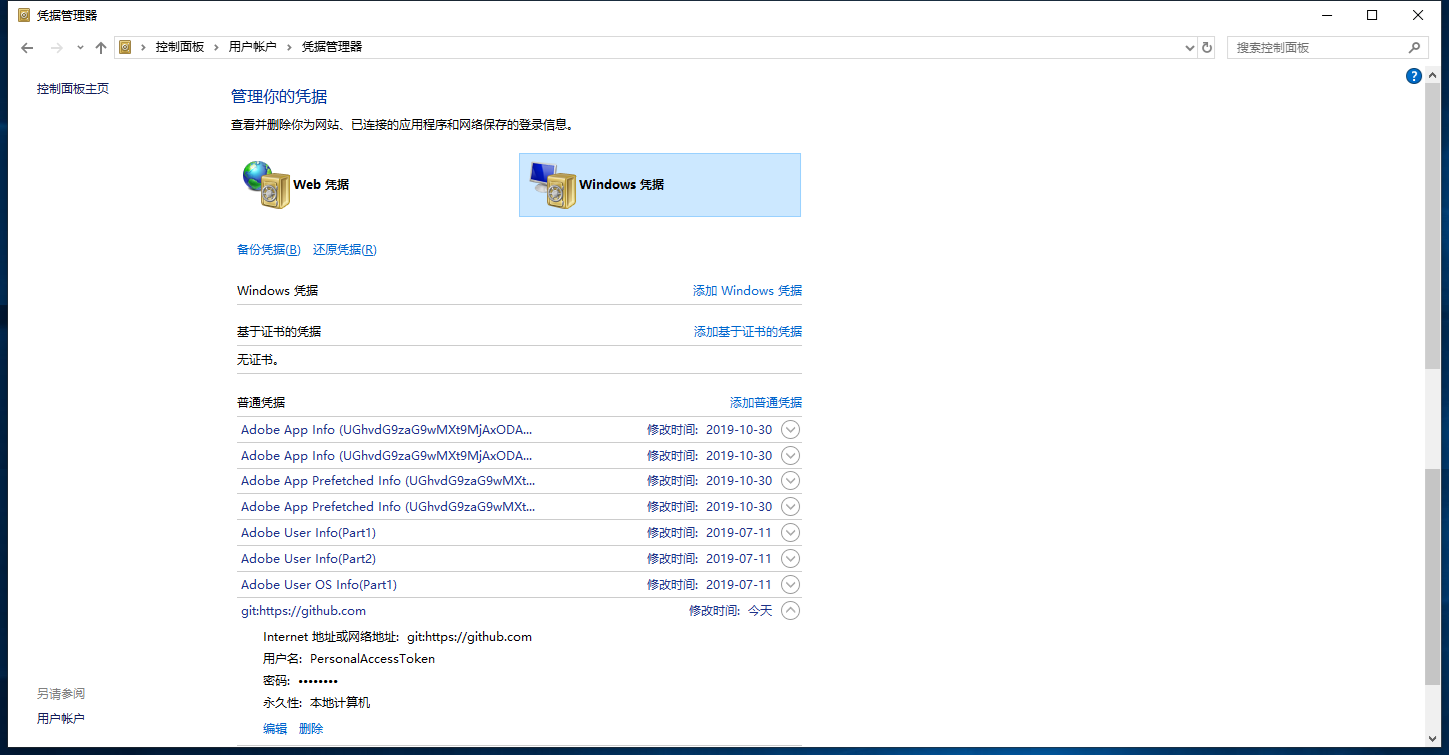 凭据管理器
控制面板 › 用户帐户 › 凭据管理器
搜索控制面板
控制面板主页
管理你的凭据
查看并删除你为网站、已连接的应用程序和网络保存的登录信息。
Web 凭据
Windows 凭据
备份凭据(B) 还原凭据(R)
Windows 凭据 添加 Windows 凭据
基于证书的凭据 添加基于证书的凭据
无证书。
普通凭据 添加普通凭据
Adobe App Info (UGhvdG9zaG9wMXt9MjAxODA... 修改时间: 2019-10-30
Adobe App Info (UGhvdG9zaG9wMXt9MjAxODA... 修改时间: 2019-10-30
Adobe App Prefetched Info (UGhvdG9zaG9wMXt... 修改时间: 2019-10-30
Adobe App Prefetched Info (UGhvdG9zaG9wMXt... 修改时间: 2019-10-30
Adobe User Info(Part1) 修改时间: 2019-07-11
Adobe User Info(Part2) 修改时间: 2019-07-11
Adobe User OS Info(Part1) 修改时间: 2019-07-11
git:https://github.com 修改时间: 今天
Internet 地址或网络地址: git:https://github.com
用户名: PersonalAccessToken
密码: ••••••••
永久性: 本地计算机
编辑 删除
另请参阅
用户帐户